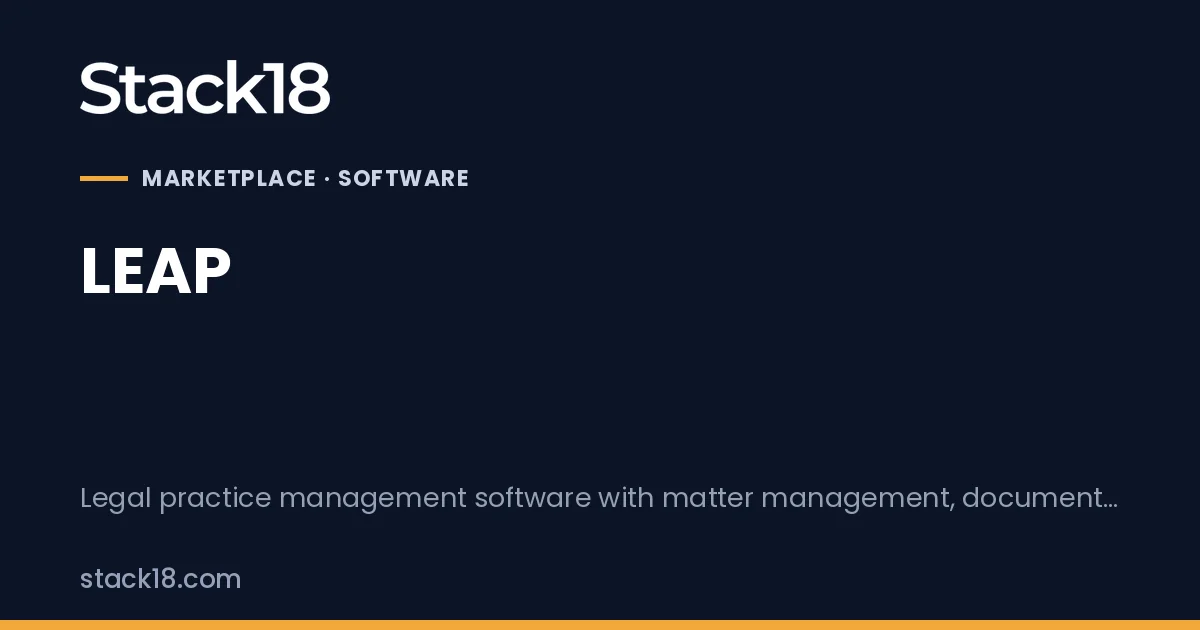 Stack18
MARKETPLACE · SOFTWARE
LEAP
Legal practice management software with matter management, document...
stack18.com